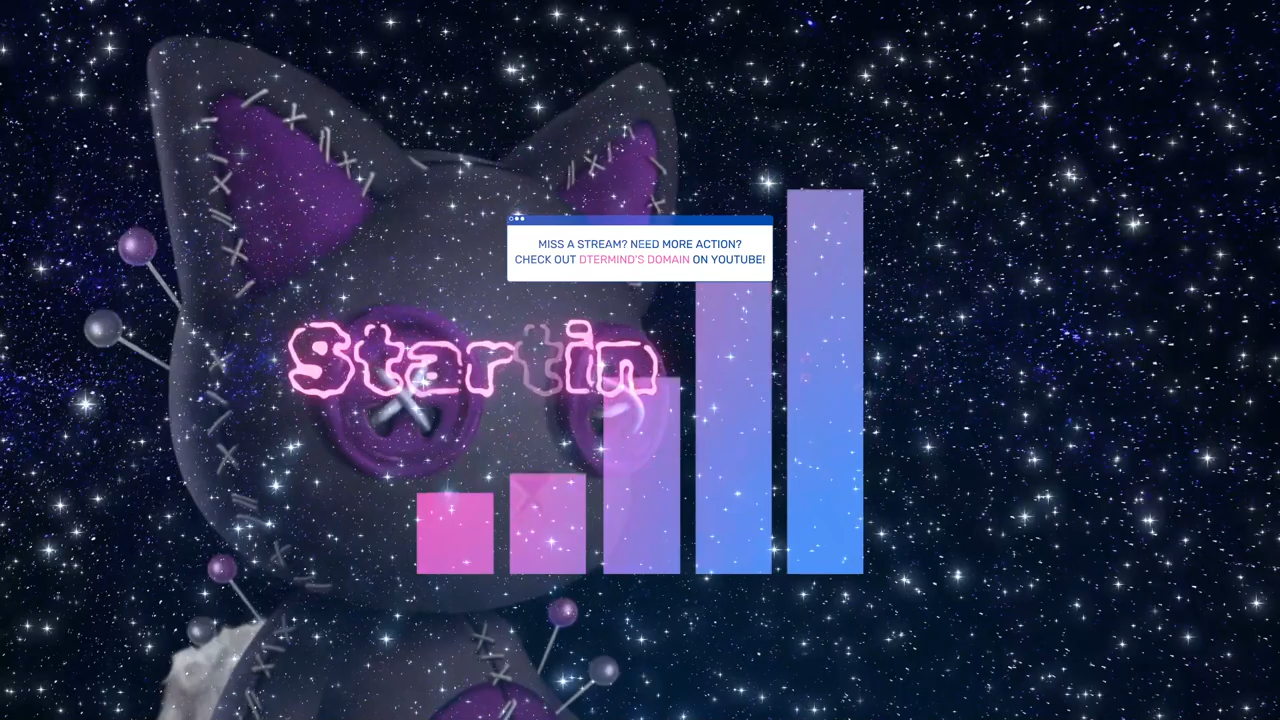 MISS A STREAM? NEED MORE ACTION?
CHECK OUT DTERMIND'S DOMAIN ON YOUTUBE!
Startin